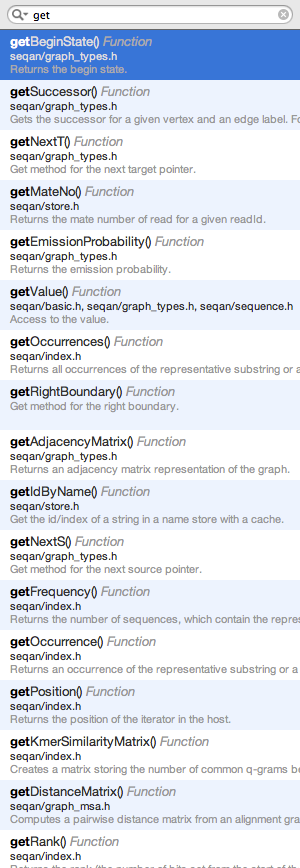 get
getBeginState() Function
seqan/graph_types.h
Returns the begin state.
getSuccessor() Function
seqan/graph_types.h
Gets the successor for a given vertex and an edge label. Fo
getNextT() Function
seqan/graph_types.h
Get method for the next target pointer.
getMateNo() Function
seqan/store.h
Returns the mate number of read for a given readId.
getEmissionProbability() Function
seqan/graph_types.h
Returns the emission probability.
getValue() Function
seqan/basic.h, seqan/graph_types.h, seqan/sequence.h
Access to the value.
getOccurrences() Function
seqan/index.h
Returns all occurrences of the representative substring or a
getRightBoundary() Function
Get method for the right boundary.
getAdjacencyMatrix() Function
seqan/graph_types.h
Returns an adjacency matrix representation of the graph.
getIdByName() Function
seqan/store.h
Get the id/index of a string in a name store with a cache.
getNextS() Function
seqan/graph_types.h
Get method for the next source pointer.
getFrequency() Function
seqan/index.h
Returns the number of sequences, which contain the repres
getOccurrence() Function
seqan/index.h
Returns an occurrence of the representative substring or a
getPosition() Function
seqan/index.h
Returns the position of the iterator in the host.
getKmerSimilarityMatrix() Function
seqan/index.h
Creates a matrix storing the number of common q-grams be
getDistanceMatrix() Function
seqan/graph_msa.h
Computes a pairwise distance matrix from an alignment gra
getRank() Function
seqan/index.h